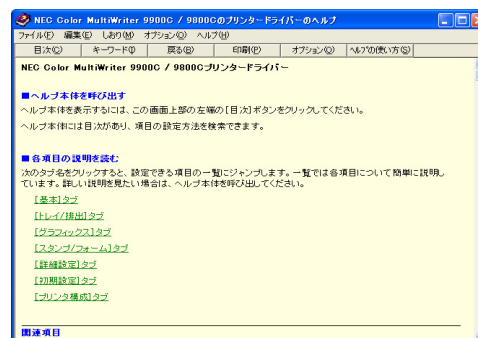 NEC Color MultiWriter 9900C / 9800Cのプリンタードライバーのヘルプ
ファイル(F) 編集(E) しおり(M) オプション(O) ヘルプ(H)
目次(C) キーワード(I) 戻る(B) 印刷(P) オプション(O) ヘルプの使い方(S)
NEC Color MultiWriter 9900C / 9800Cプリンタードライバー
■ヘルプ本体を呼び出す
ヘルプ本体を表示するには、この画面上部の左端の[目次]ボタンをクリックしてください。
ヘルプ本体には目次があり、項目の設定方法を検索できます。
■各項目の説明を読む
次のタブ名をクリックすると、設定できる項目の一覧にジャンプします。一覧では各項目について簡単に説明し
ています。詳しい説明を見たい場合は、ヘルプ本体を呼び出してください。
[基本]タブ
[トレイ/排出]タブ
[グラフィックス]タブ
[スタンプ/フォーム]タブ
[詳細設定]タブ
[初期設定]タブ
[プリンタ構成]タブ
関連項目